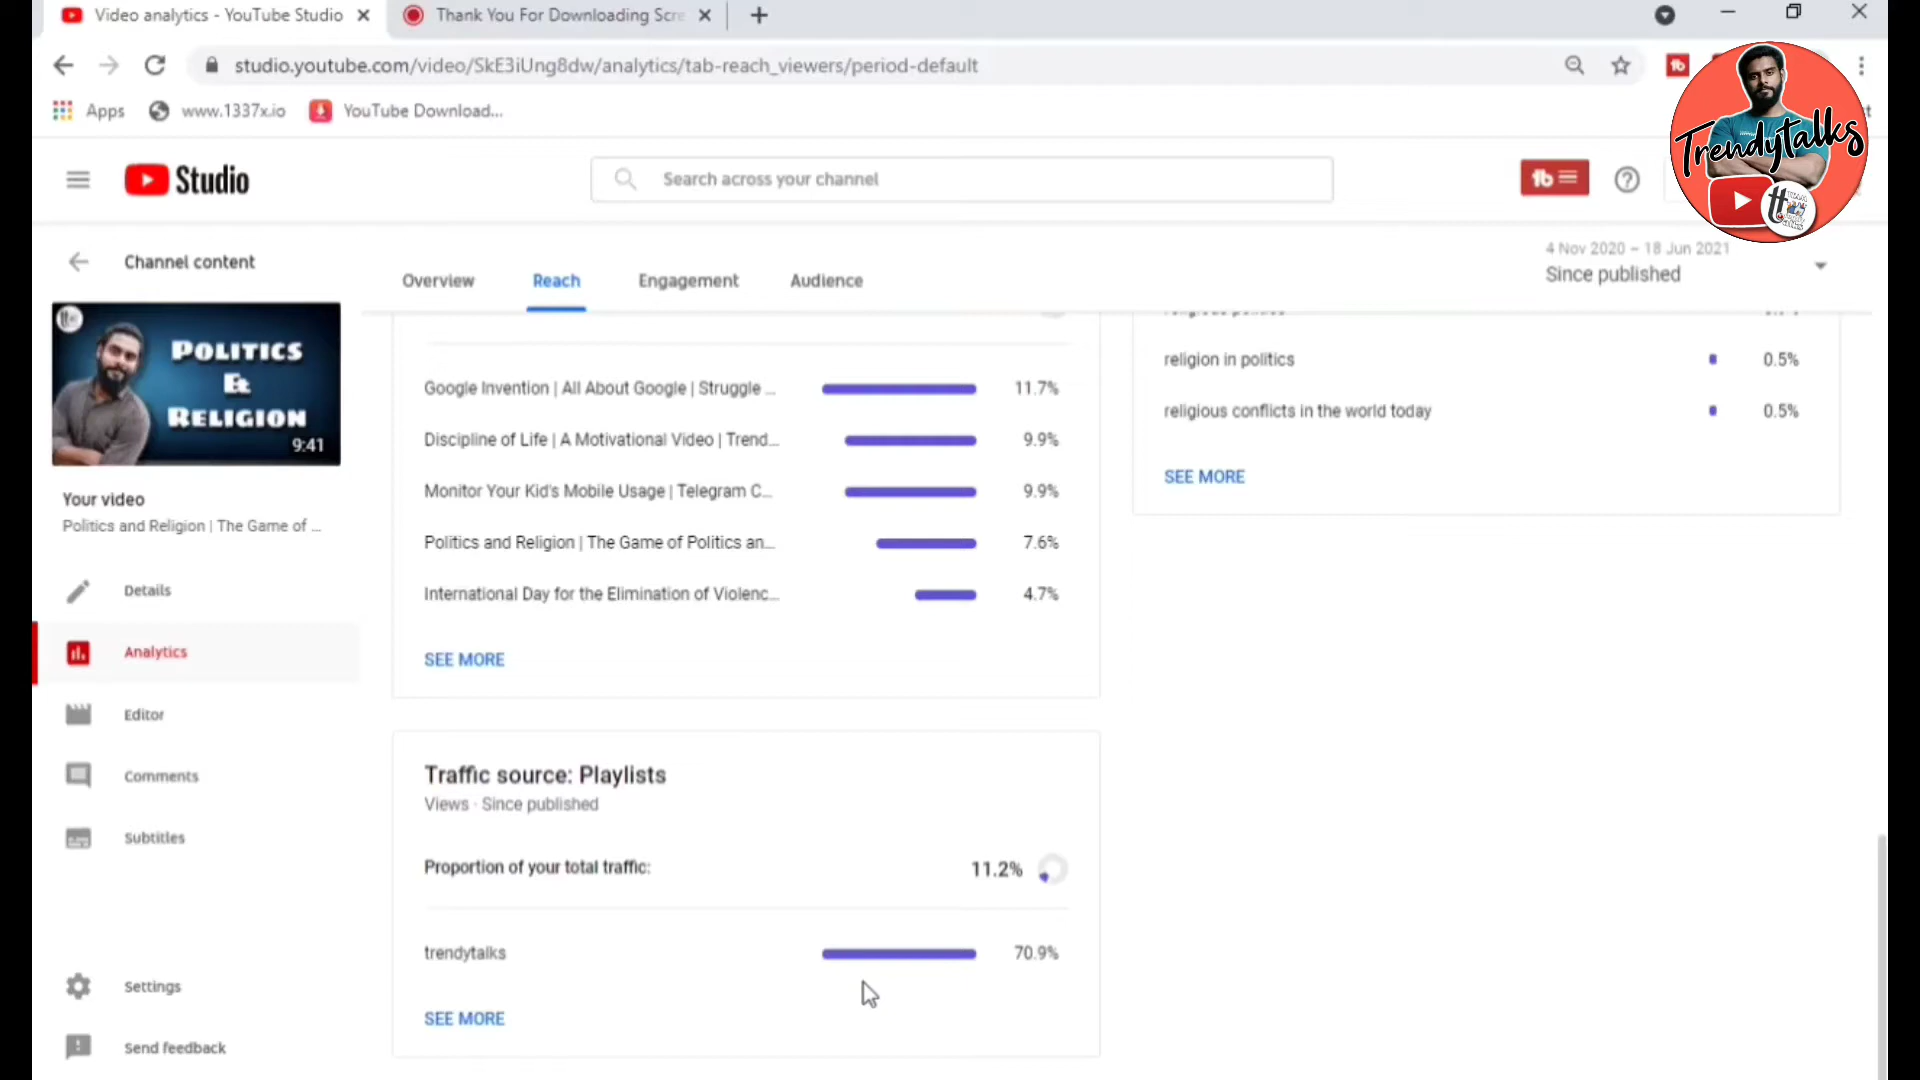 Video analytics - YouTube Studio
Thank You For Downloading Scre
studio.youtube.com/video/SkE3iUng8dw/analytics/tab-reach_viewers/period-default
Apps
www.1337x.io
YouTube Download...
Trendytalks
Studio
Search across your channel
Channel content
Overview
Reach
Engagement
Audience
4 Nov 2020 – 18 Jun 2021
Since published
POLITICS
&
RELIGION
9:41
Your video
Politics and Religion | The Game of ...
Details
Analytics
Editor
Comments
Subtitles
Settings
Send feedback
Google Invention | All About Google | Struggle ... 11.7%
Discipline of Life | A Motivational Video | Trend... 9.9%
Monitor Your Kid's Mobile Usage | Telegram C... 9.9%
Politics and Religion | The Game of Politics an... 7.6%
International Day for the Elimination of Violenc... 4.7%
SEE MORE
religion in politics 0.5%
religious conflicts in the world today 0.5%
SEE MORE
Traffic source: Playlists
Views · Since published
Proportion of your total traffic: 11.2%
trendytalks 70.9%
SEE MORE